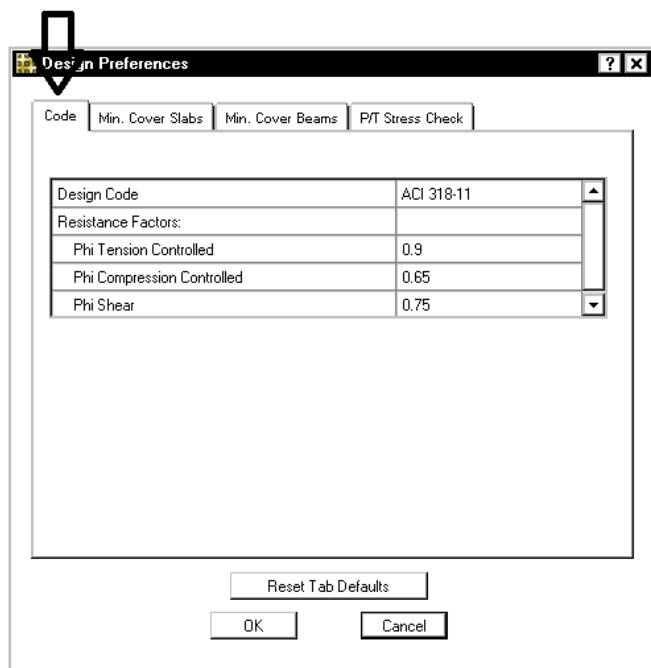 Design Preferences
Code Min. Cover Slabs Min. Cover Beams P/T Stress Check
Design Code ACI 318-11
Resistance Factors:
Phi Tension Controlled 0.9
Phi Compression Controlled 0.65
Phi Shear 0.75
Reset Tab Defaults
OK Cancel